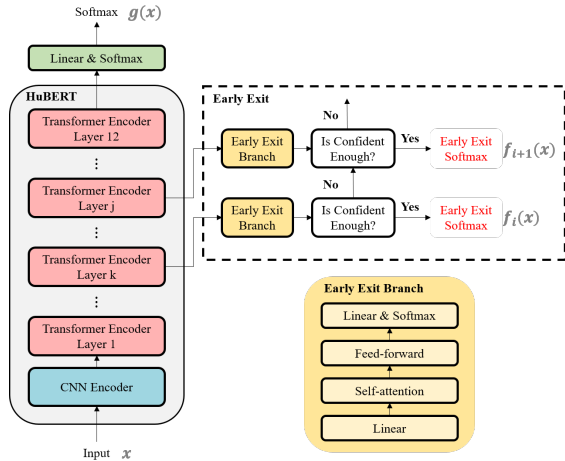 Softmax g(x)
Linear & Softmax
HuBERT
Transformer Encoder
Layer 12
...
Transformer Encoder
Layer j
...
Transformer Encoder
Layer k
...
Transformer Encoder
Layer 1
CNN Encoder
Input x
Early Exit
No
Early Exit
Branch
Is Confident
Enough?
Yes
Early Exit
Softmax
f_{i+1}(x)
No
Early Exit
Branch
Is Confident
Enough?
Yes
Early Exit
Softmax
f_i(x)
Early Exit Branch
Linear & Softmax
Feed-forward
Self-attention
Linear